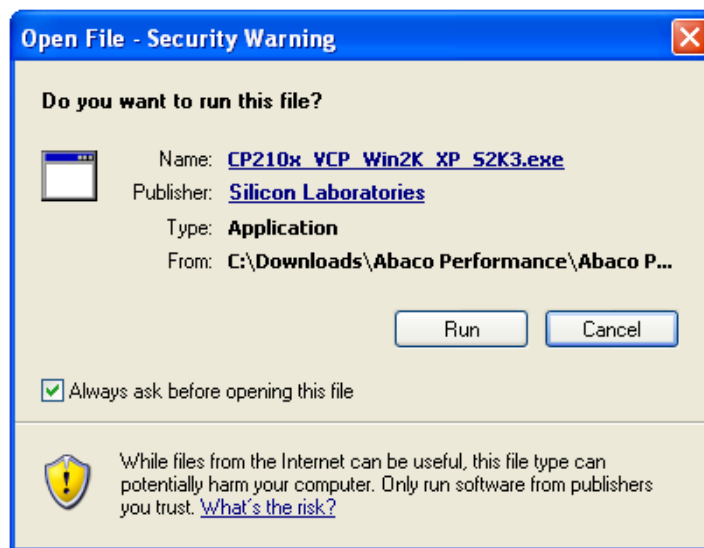 Open File - Security Warning
Do you want to run this file?
Name: CP210x_VCP_Win2K_XP_S2K3.exe
Publisher: Silicon Laboratories
Type: Application
From: C:\Downloads\Abaco Performance\Abaco P...
Run Cancel
Always ask before opening this file
While files from the Internet can be useful, this file type can
potentially harm your computer. Only run software from publishers
you trust. What's the risk?